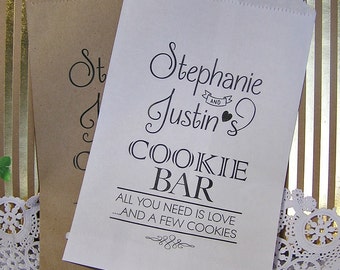 Stephanie
AND
Justin's
COOKIE
BAR
ALL YOU NEED IS LOVE
...AND A FEW COOKIES